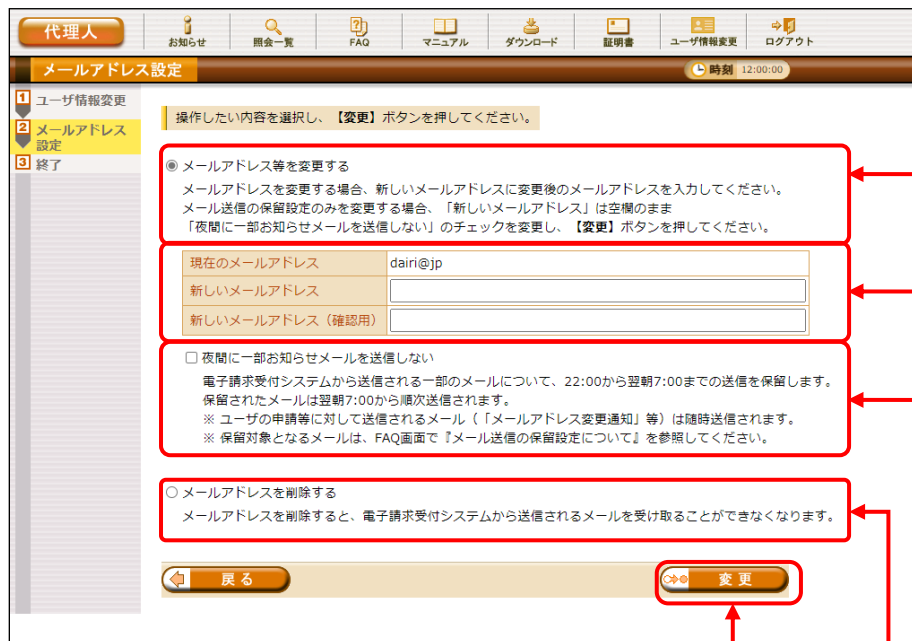 代理人
お知らせ
照会一覧
FAQ
マニュアル
ダウンロード
証明書
ユーザ情報変更
ログアウト
メールアドレス設定
時刻 12:00:00
1 ユーザ情報変更
2 メールアドレス
設定
3 終了
操作したい内容を選択し、【変更】ボタンを押してください。
メールアドレス等を変更する
メールアドレスを変更する場合、新しいメールアドレスに変更後のメールアドレスを入力してください。
メール送信の保留設定のみを変更する場合、「新しいメールアドレス」は空欄のまま
「夜間に一部お知らせメールを送信しない」のチェックを変更し、【変更】ボタンを押してください。
現在のメールアドレス dairi@jp
新しいメールアドレス
新しいメールアドレス（確認用）
夜間に一部お知らせメールを送信しない
電子請求受付システムから送信される一部のメールについて、22:00から翌朝7:00までの送信を保留します。
保留されたメールは翌朝7:00から順次送信されます。
※ ユーザの申請等に対して送信されるメール（「メールアドレス変更通知」等）は随時送信されます。
※ 保留対象となるメールは、FAQ画面で『メール送信の保留設定について』を参照してください。
メールアドレスを削除する
メールアドレスを削除すると、電子請求受付システムから送信されるメールを受け取ることができなくなります。
戻る
変更